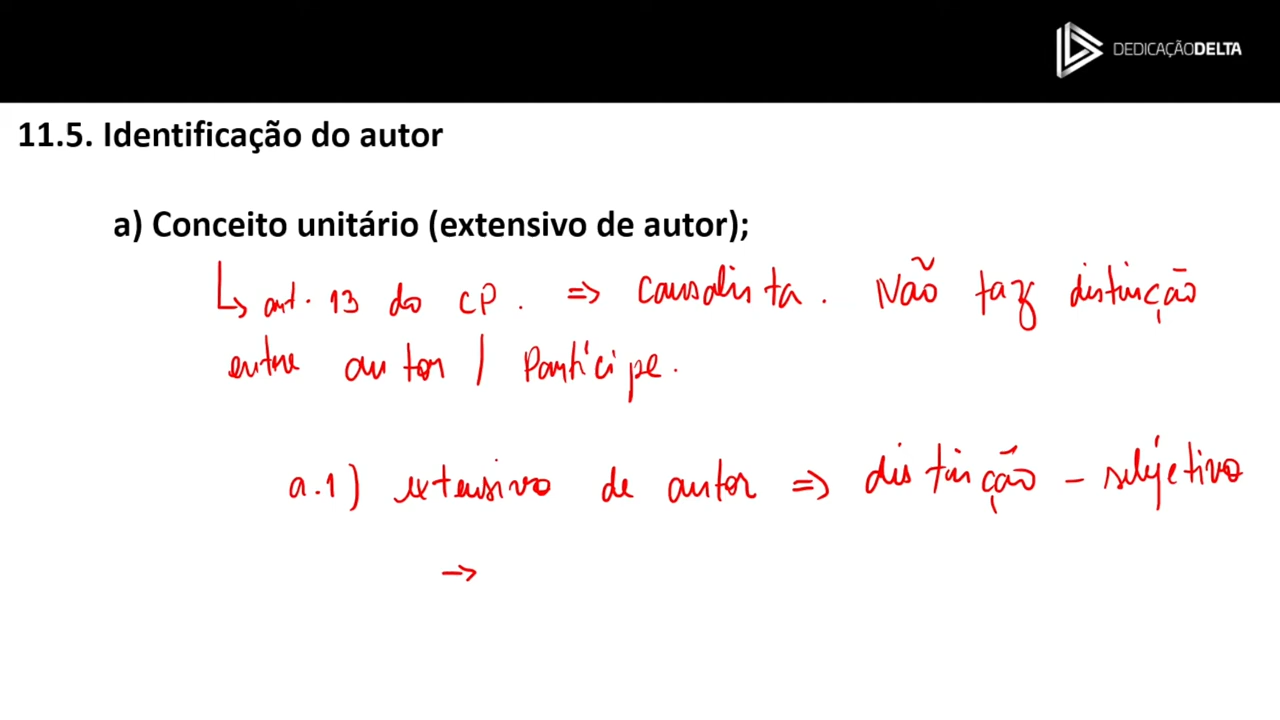 DEDICAÇÃODELTA
11.5. Identificação do autor
a) Conceito unitário (extensivo de autor);
↳ art. 13 do CP. => Causalista. Não faz distinção
entre autor / Partícipe.
a.1) extensivo de autor => distinção - subjetivo
→